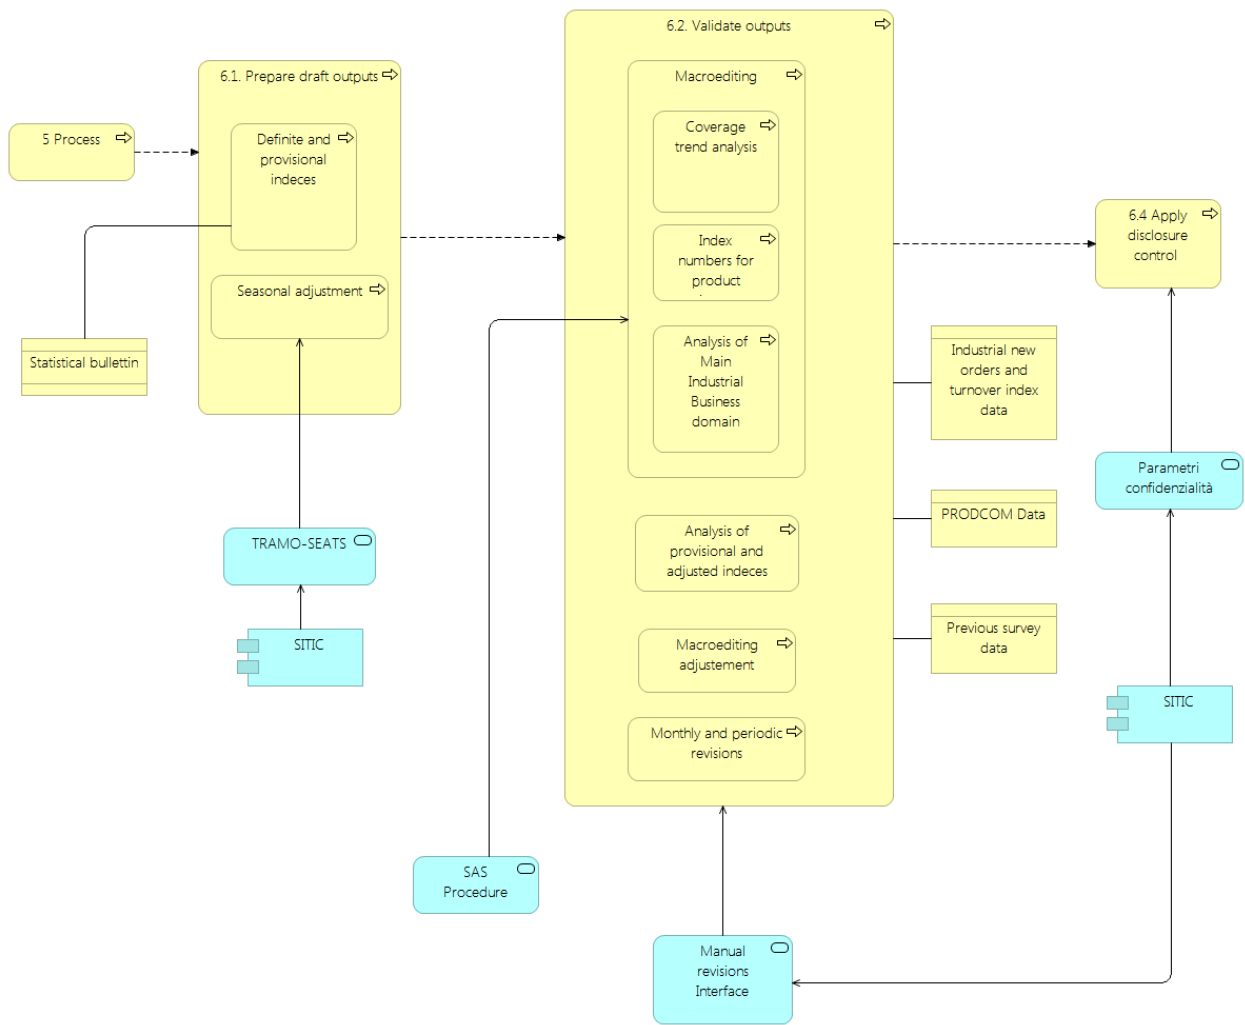 6.2. Validate outputs
6.1. Prepare draft outputs
Macroediting
5 Process
Definite and
provisional
indeces
Coverage
trend analysis
6.4 Apply
disclosure
control
Index
numbers for
product
Seasonal adjustment
Statistical bullettin
Analysis of
Main
Industrial
Business
domain
Industrial new
orders and
turnover index
data
Parametri
confidenzialità
PRODCOM Data
TRAMO-SEATS
Analysis of
provisional and
adjusted indeces
SITIC
Macroediting
adjustement
Previous survey
data
SITIC
Monthly and periodic
revisions
SAS
Procedure
Manual
revisions
Interface